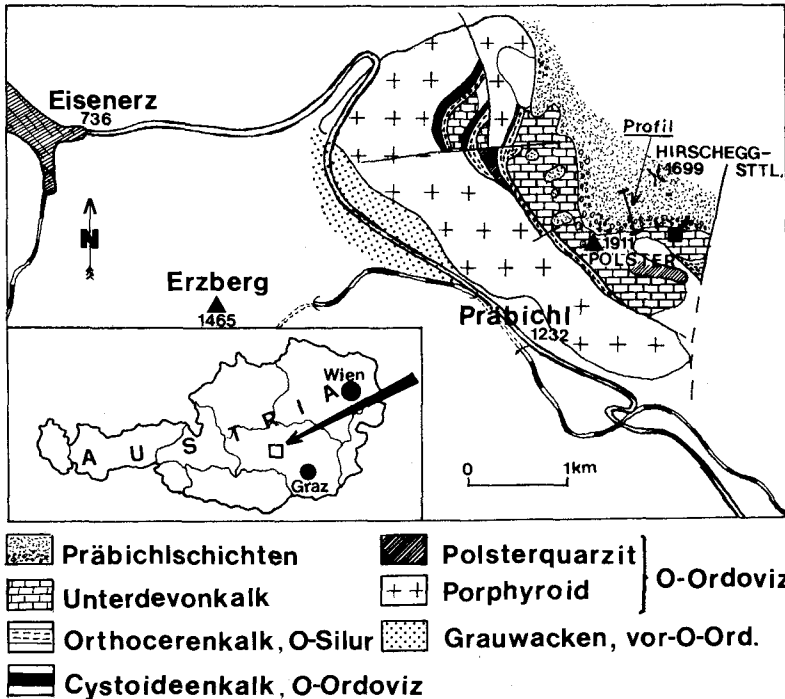 Eisenerz
736
Profil
HIRSCHEGG-
1699
STTL.
N
1911
POLSTER
Erzberg
1465
Präbichl
1232
Wien
AUSTRIA
Graz
0 1km
Präbichlschichten
Unterdevonkalk
Orthocerenkalk, O-Silur
Cystoideenkalk, O-Ordoviz
Polsterquarzit
Porphyroid
O-Ordoviz
Grauwacken, vor-O-Ord.